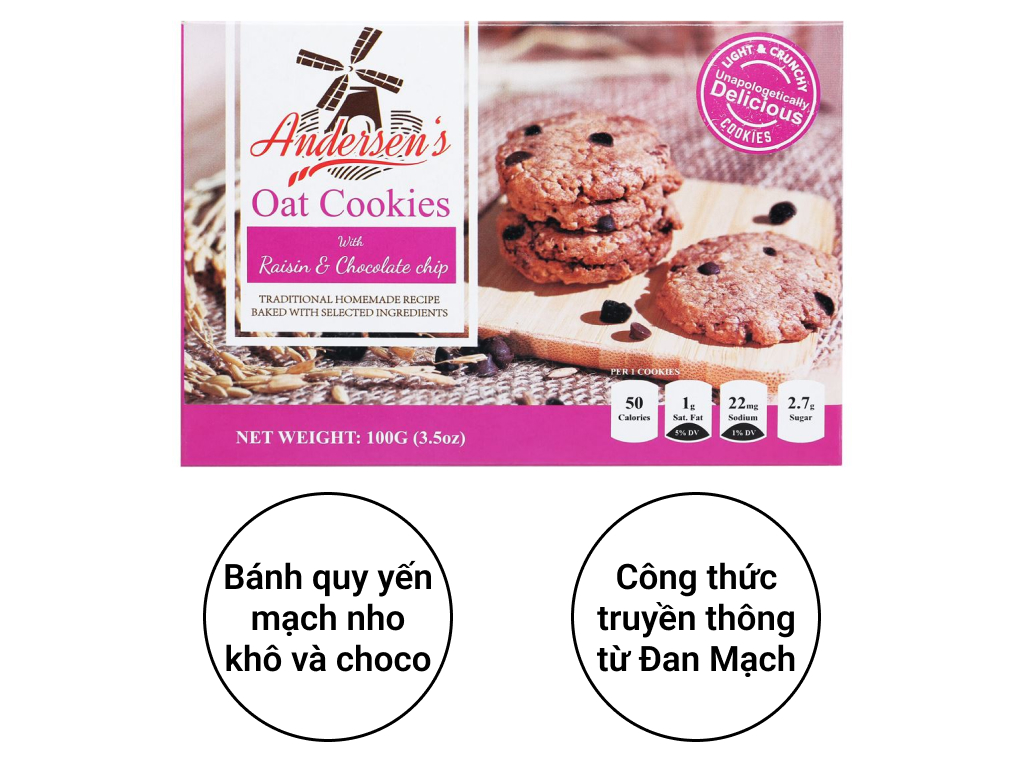 Andersen's
Oat Cookies
With
Raisin & Chocolate chip
TRADITIONAL HOMEMADE RECIPE
BAKED WITH SELECTED INGREDIENTS
LIGHT & CRUNCHY
Unapologetically
Delicious
COOKIES
PER 1 COOKIES
50
Calories
1g
Sat. Fat
5% DV
22mg
Sodium
1% DV
2.7g
Sugar
NET WEIGHT: 100G (3.5oz)
Bánh quy yến
mạch nho
khô và choco
Công thức
truyền thông
từ Đan Mạch